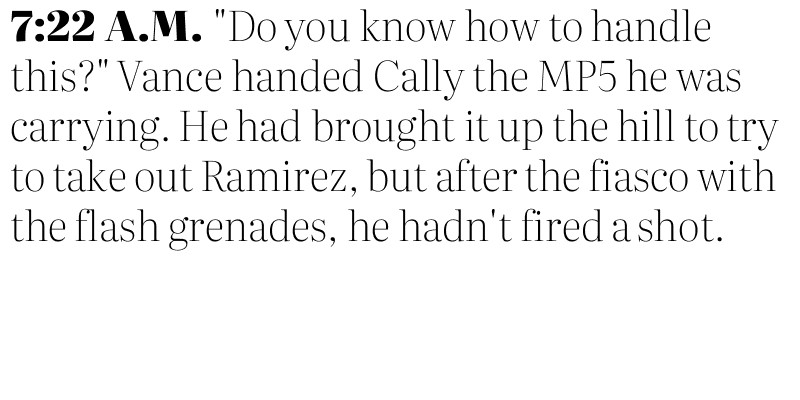 7:22 A.M. "Do you know how to handle
this?" Vance handed Cally the MP5 he was
carrying. He had brought it up the hill to try
to take out Ramirez, but after the fiasco with
the flash grenades, he hadn't fired a shot.